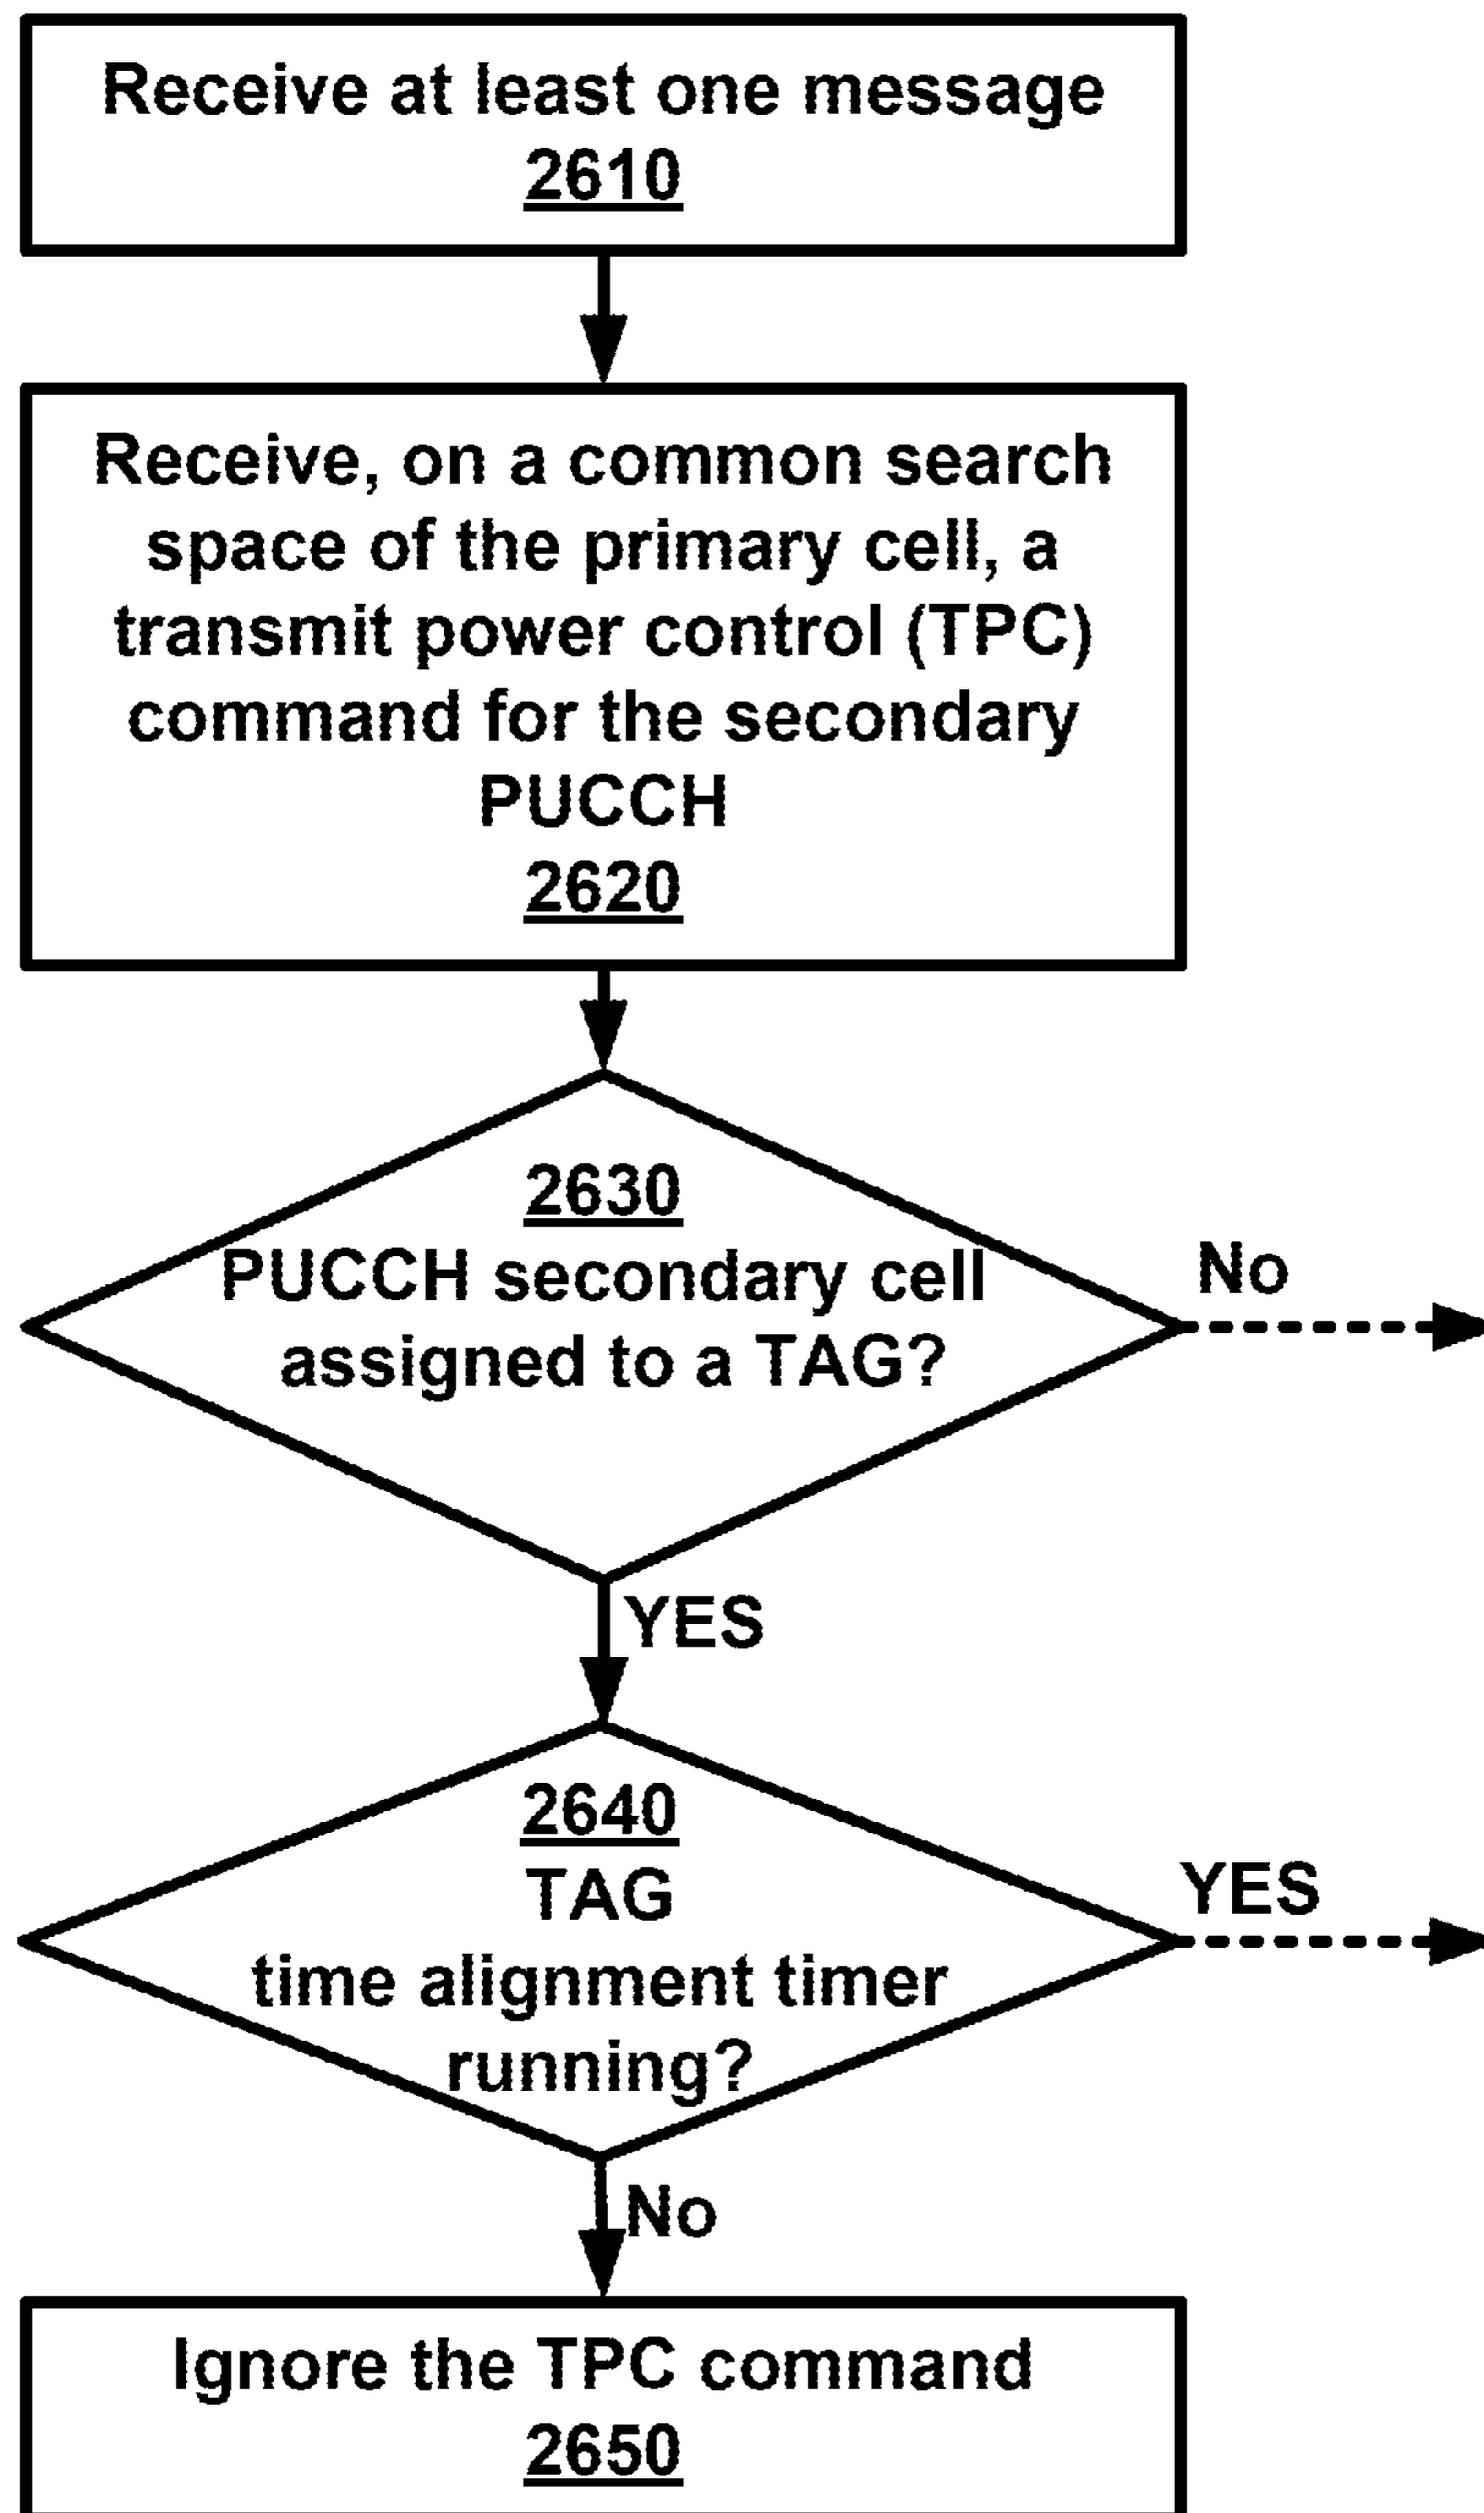 Receive at least one message
2610
Receive, on a common search
space of the primary cell, a
transmit power control (TPC)
command for the secondary
PUCCH
2620
2630
PUCCH secondary cell
assigned to a TAG?
No
YES
2640
TAG
time alignment timer
running?
YES
No
Ignore the TPC command
2650